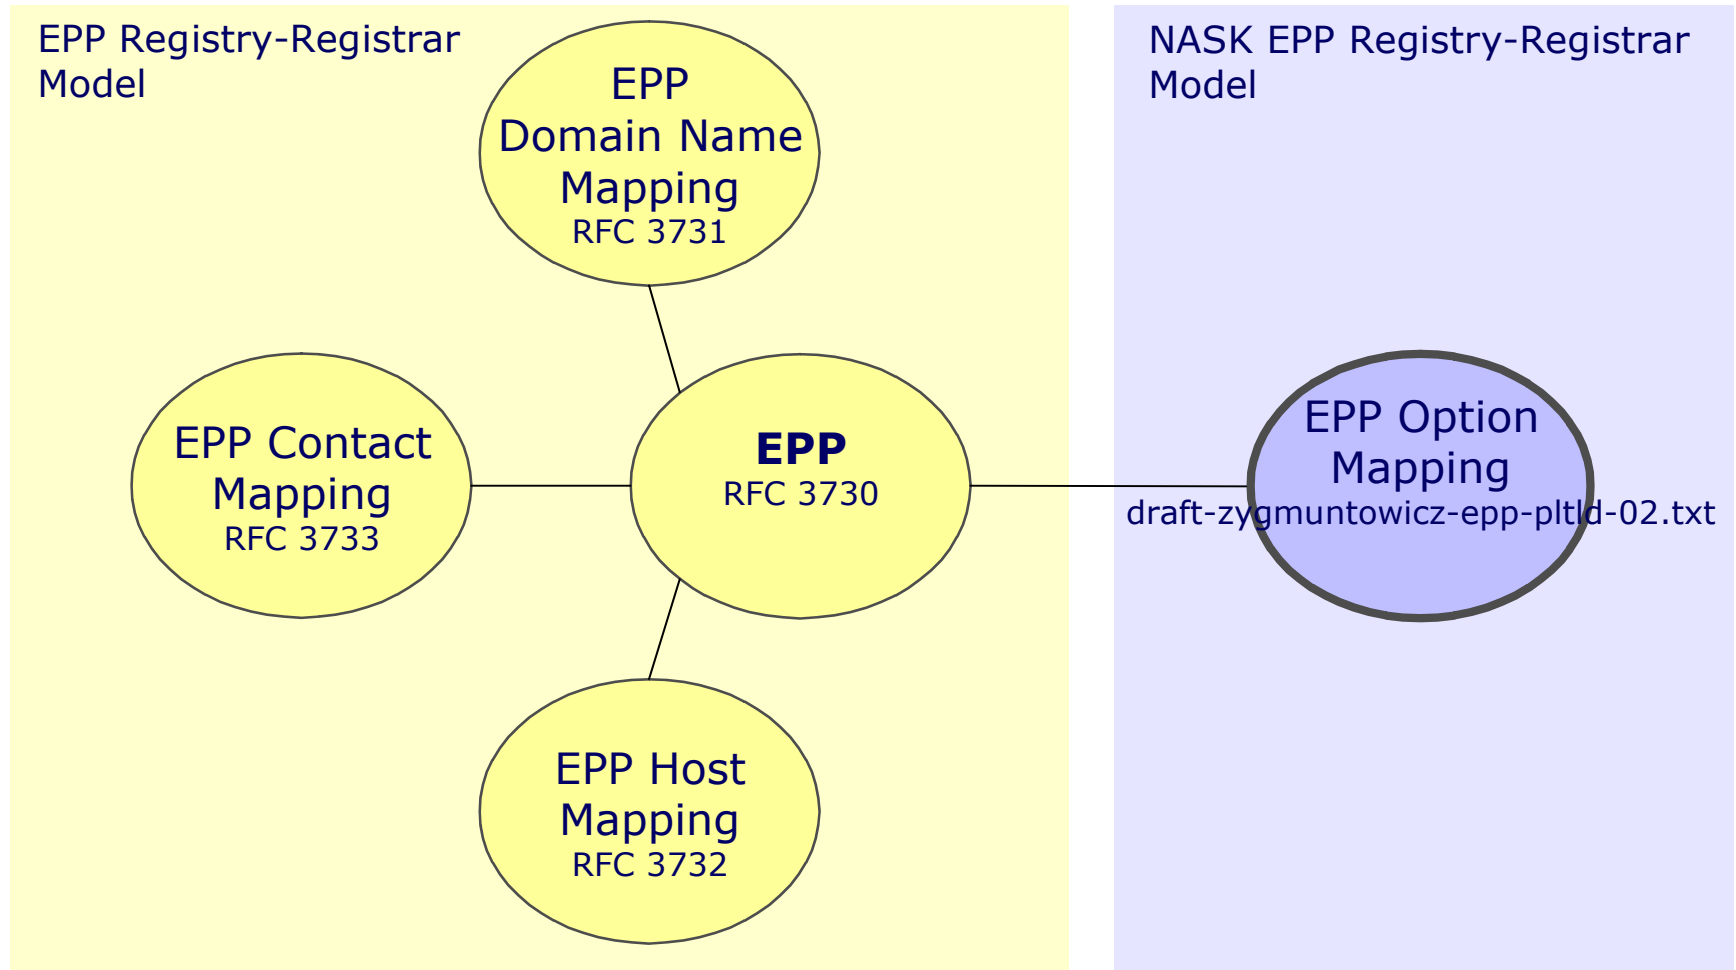 EPP Registry-Registrar
Model
NASK EPP Registry-Registrar
Model
EPP
Domain Name
Mapping
RFC 3731
EPP Contact
Mapping
RFC 3733
EPP
RFC 3730
EPP Option
Mapping
draft-zygmuntowicz-epp-pltld-02.txt
EPP Host
Mapping
RFC 3732